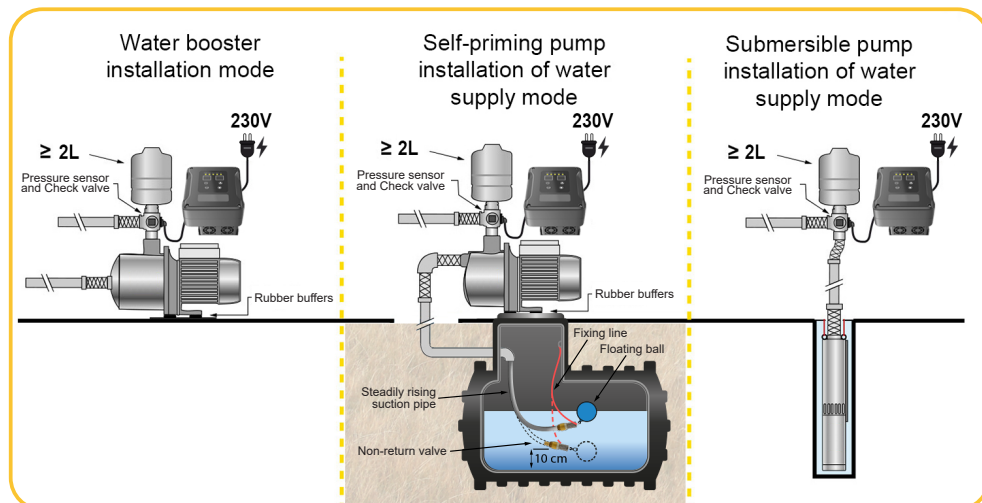 Water booster
installation mode
230V
≥ 2L
Pressure sensor
and Check valve
Rubber buffers
Self-priming pump
installation of water
supply mode
230V
≥ 2L
Pressure sensor
and Check valve
Rubber buffers
Fixing line
Floating ball
Steadily rising
suction pipe
Non-return valve
10 cm
Submersible pump
installation of water
supply mode
230V
≥ 2L
Pressure sensor
and Check valve